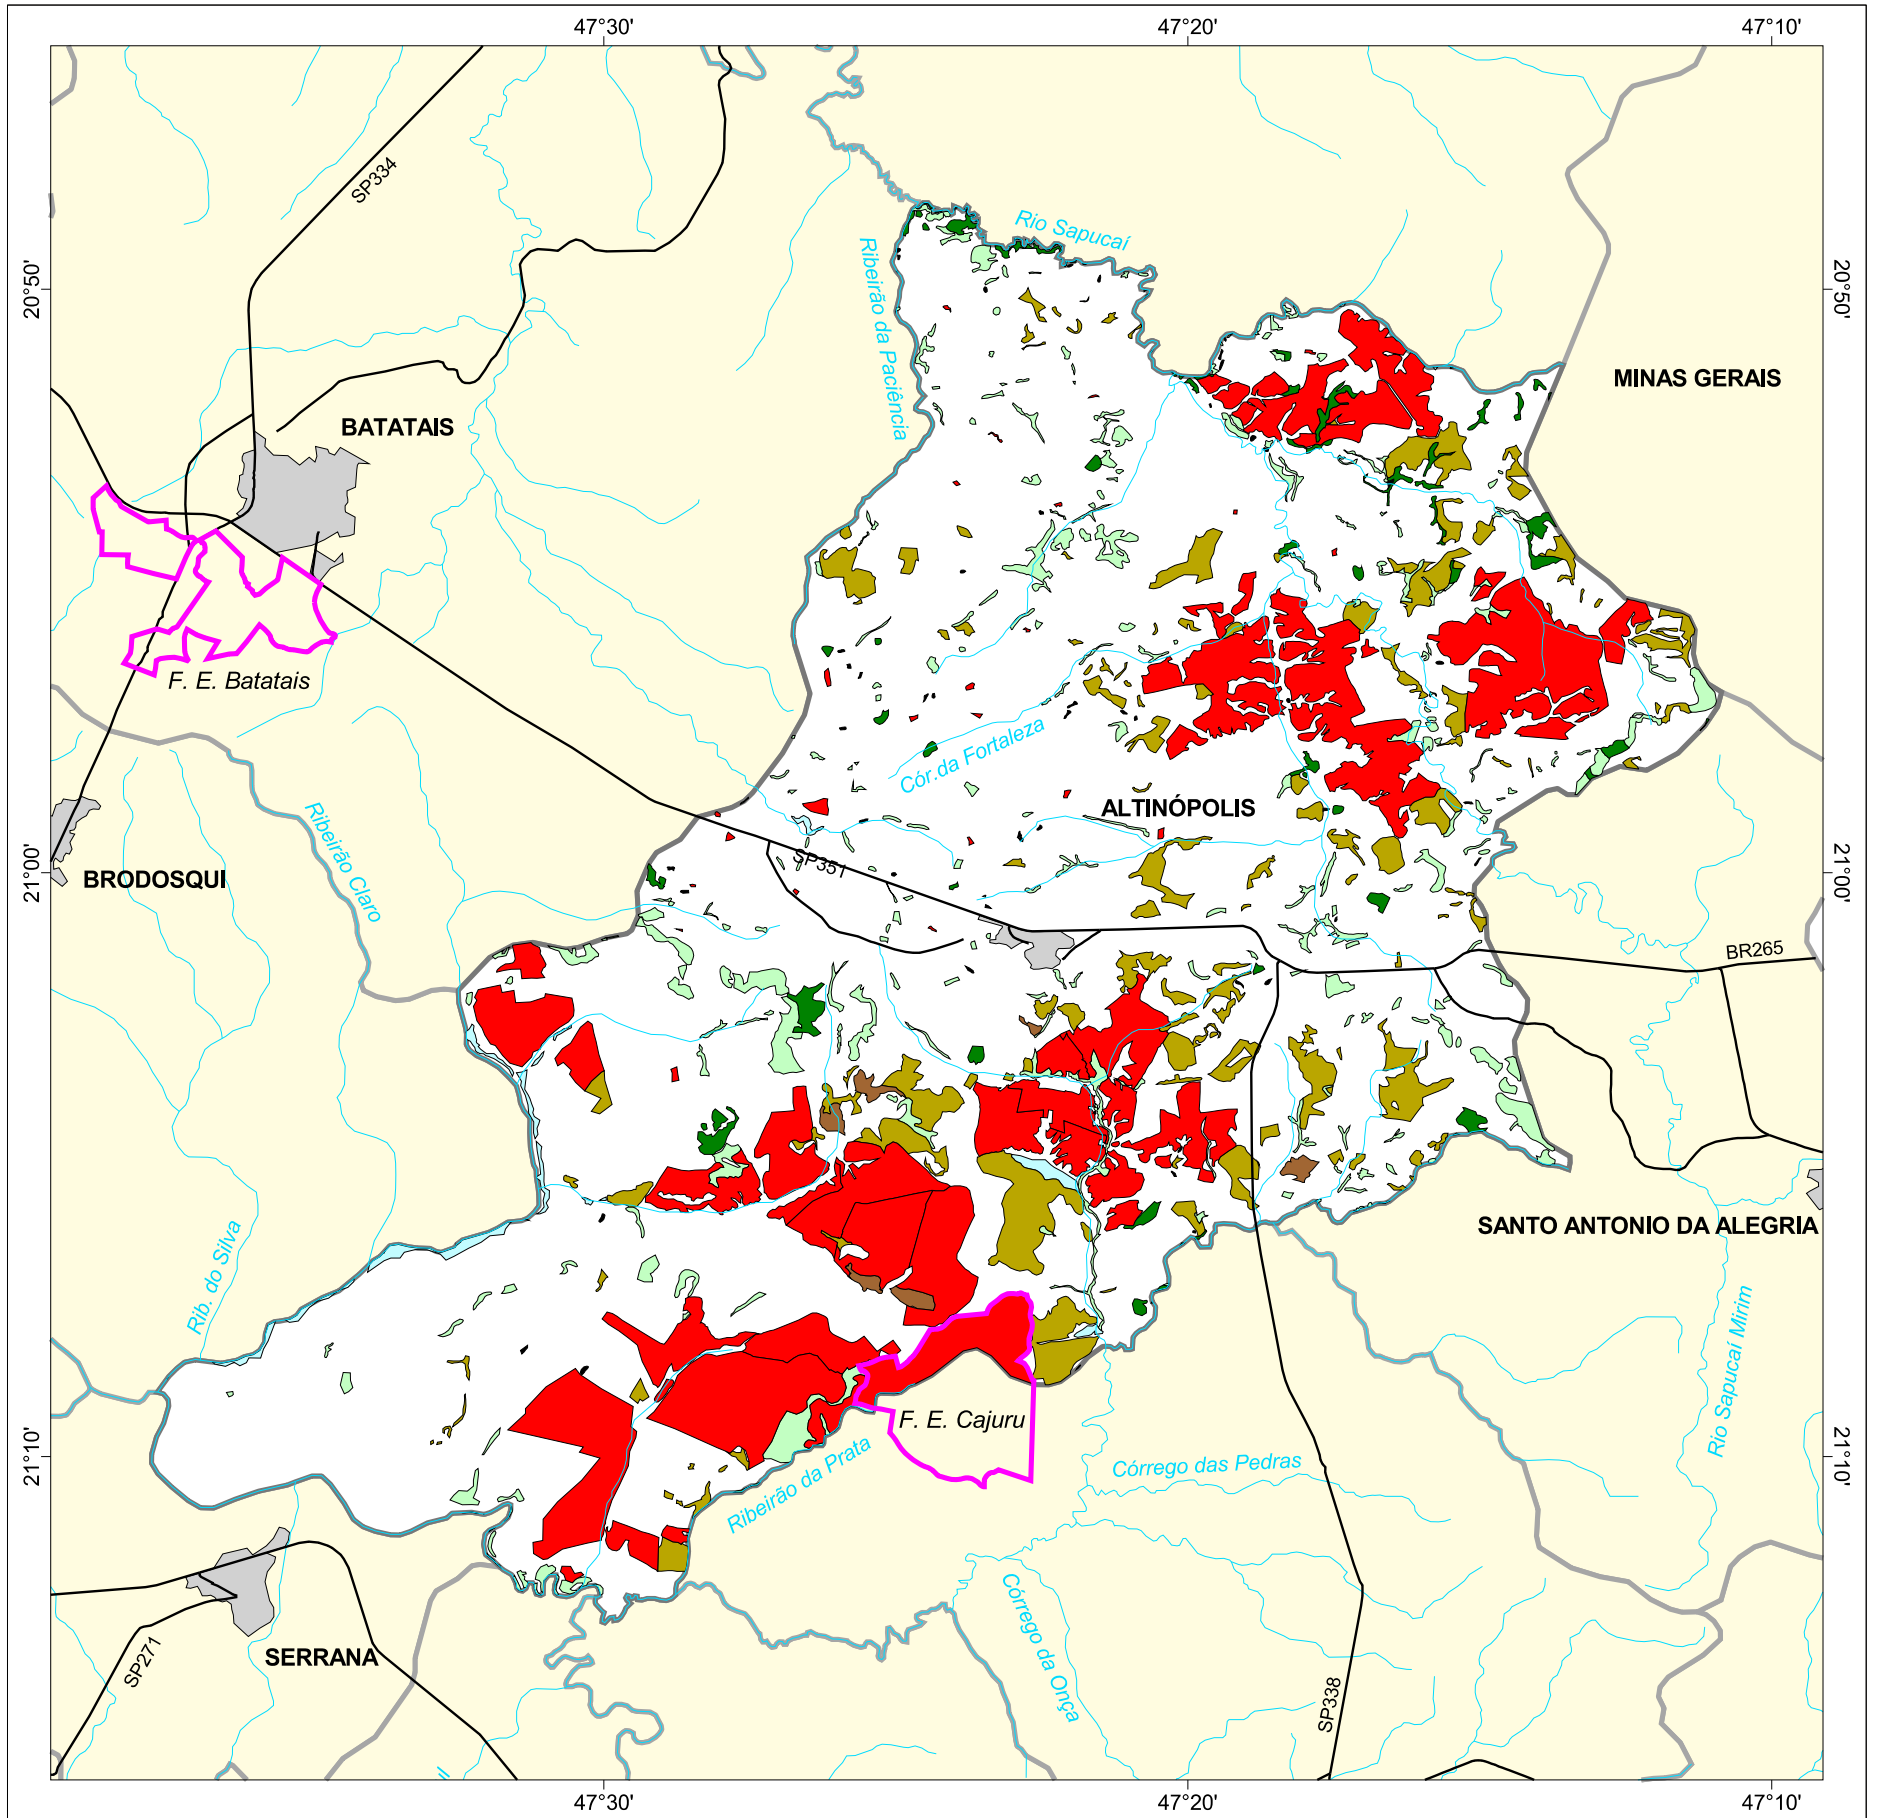 47°30' 47°20' 47°10'
SP334
Rio Sapucaí
Ribeirão da Paciência
20°50' 20°50'
MINAS GERAIS
BATATAIS
F. E. Batatais
Cór.da Fortaleza
ALTINÓPOLIS
Ribeirão Claro
SP351
21°00' 21°00'
BRODOSQUI
BR265
SANTO ANTONIO DA ALEGRIA
Rib. do Silva
Rio Sapucaí Mirim
F. E. Cajuru
21°10' 21°10'
Córrego das Pedras
Ribeirão da Prata
Córrego da Onça
SERRANA
SP271
SP338
47°30' 47°20' 47°10'